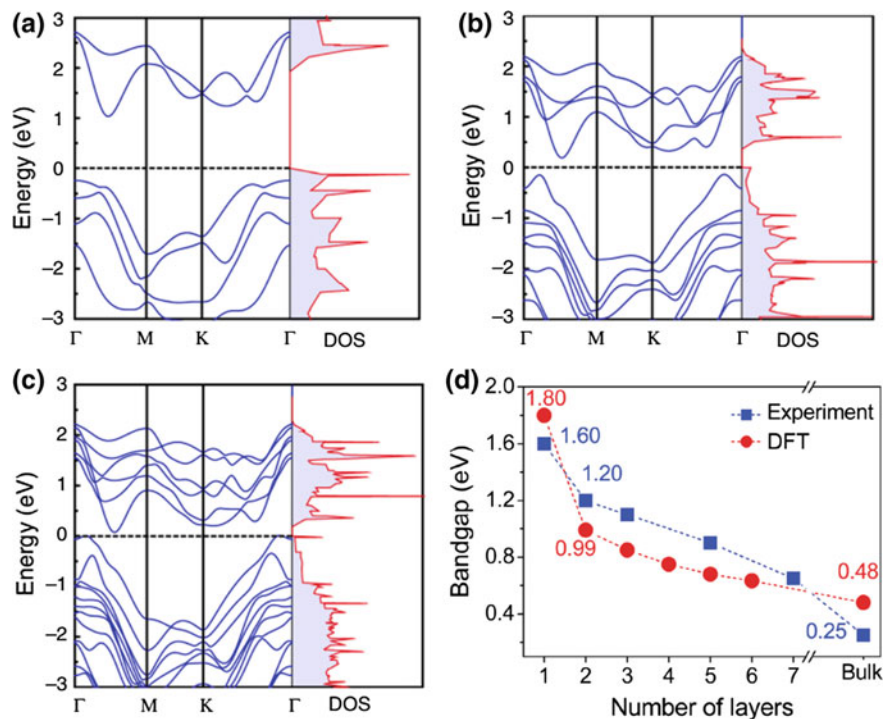 (a)
3
2
1
0
−1
−2
−3
Energy (eV)
Γ M K Γ DOS
(b)
3
2
1
0
−1
−2
−3
Energy (eV)
Γ M K Γ DOS
(c)
3
2
1
0
−1
−2
−3
Energy (eV)
Γ M K Γ DOS
(d)
2.0
1.6
1.2
0.8
0.4
Bandgap (eV)
Experiment
DFT
1.80
1.60
1.20
0.99
0.48
0.25
1 2 3 4 5 6 7 Bulk
Number of layers